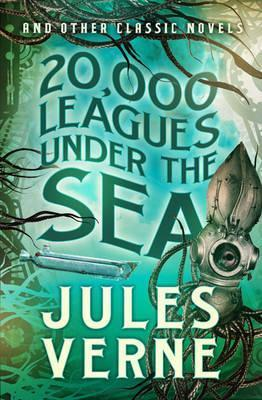 AND OTHER CLASSIC NOVELS
20,000
LEAGUES
UNDER THE
SEA
JULES
VERNE